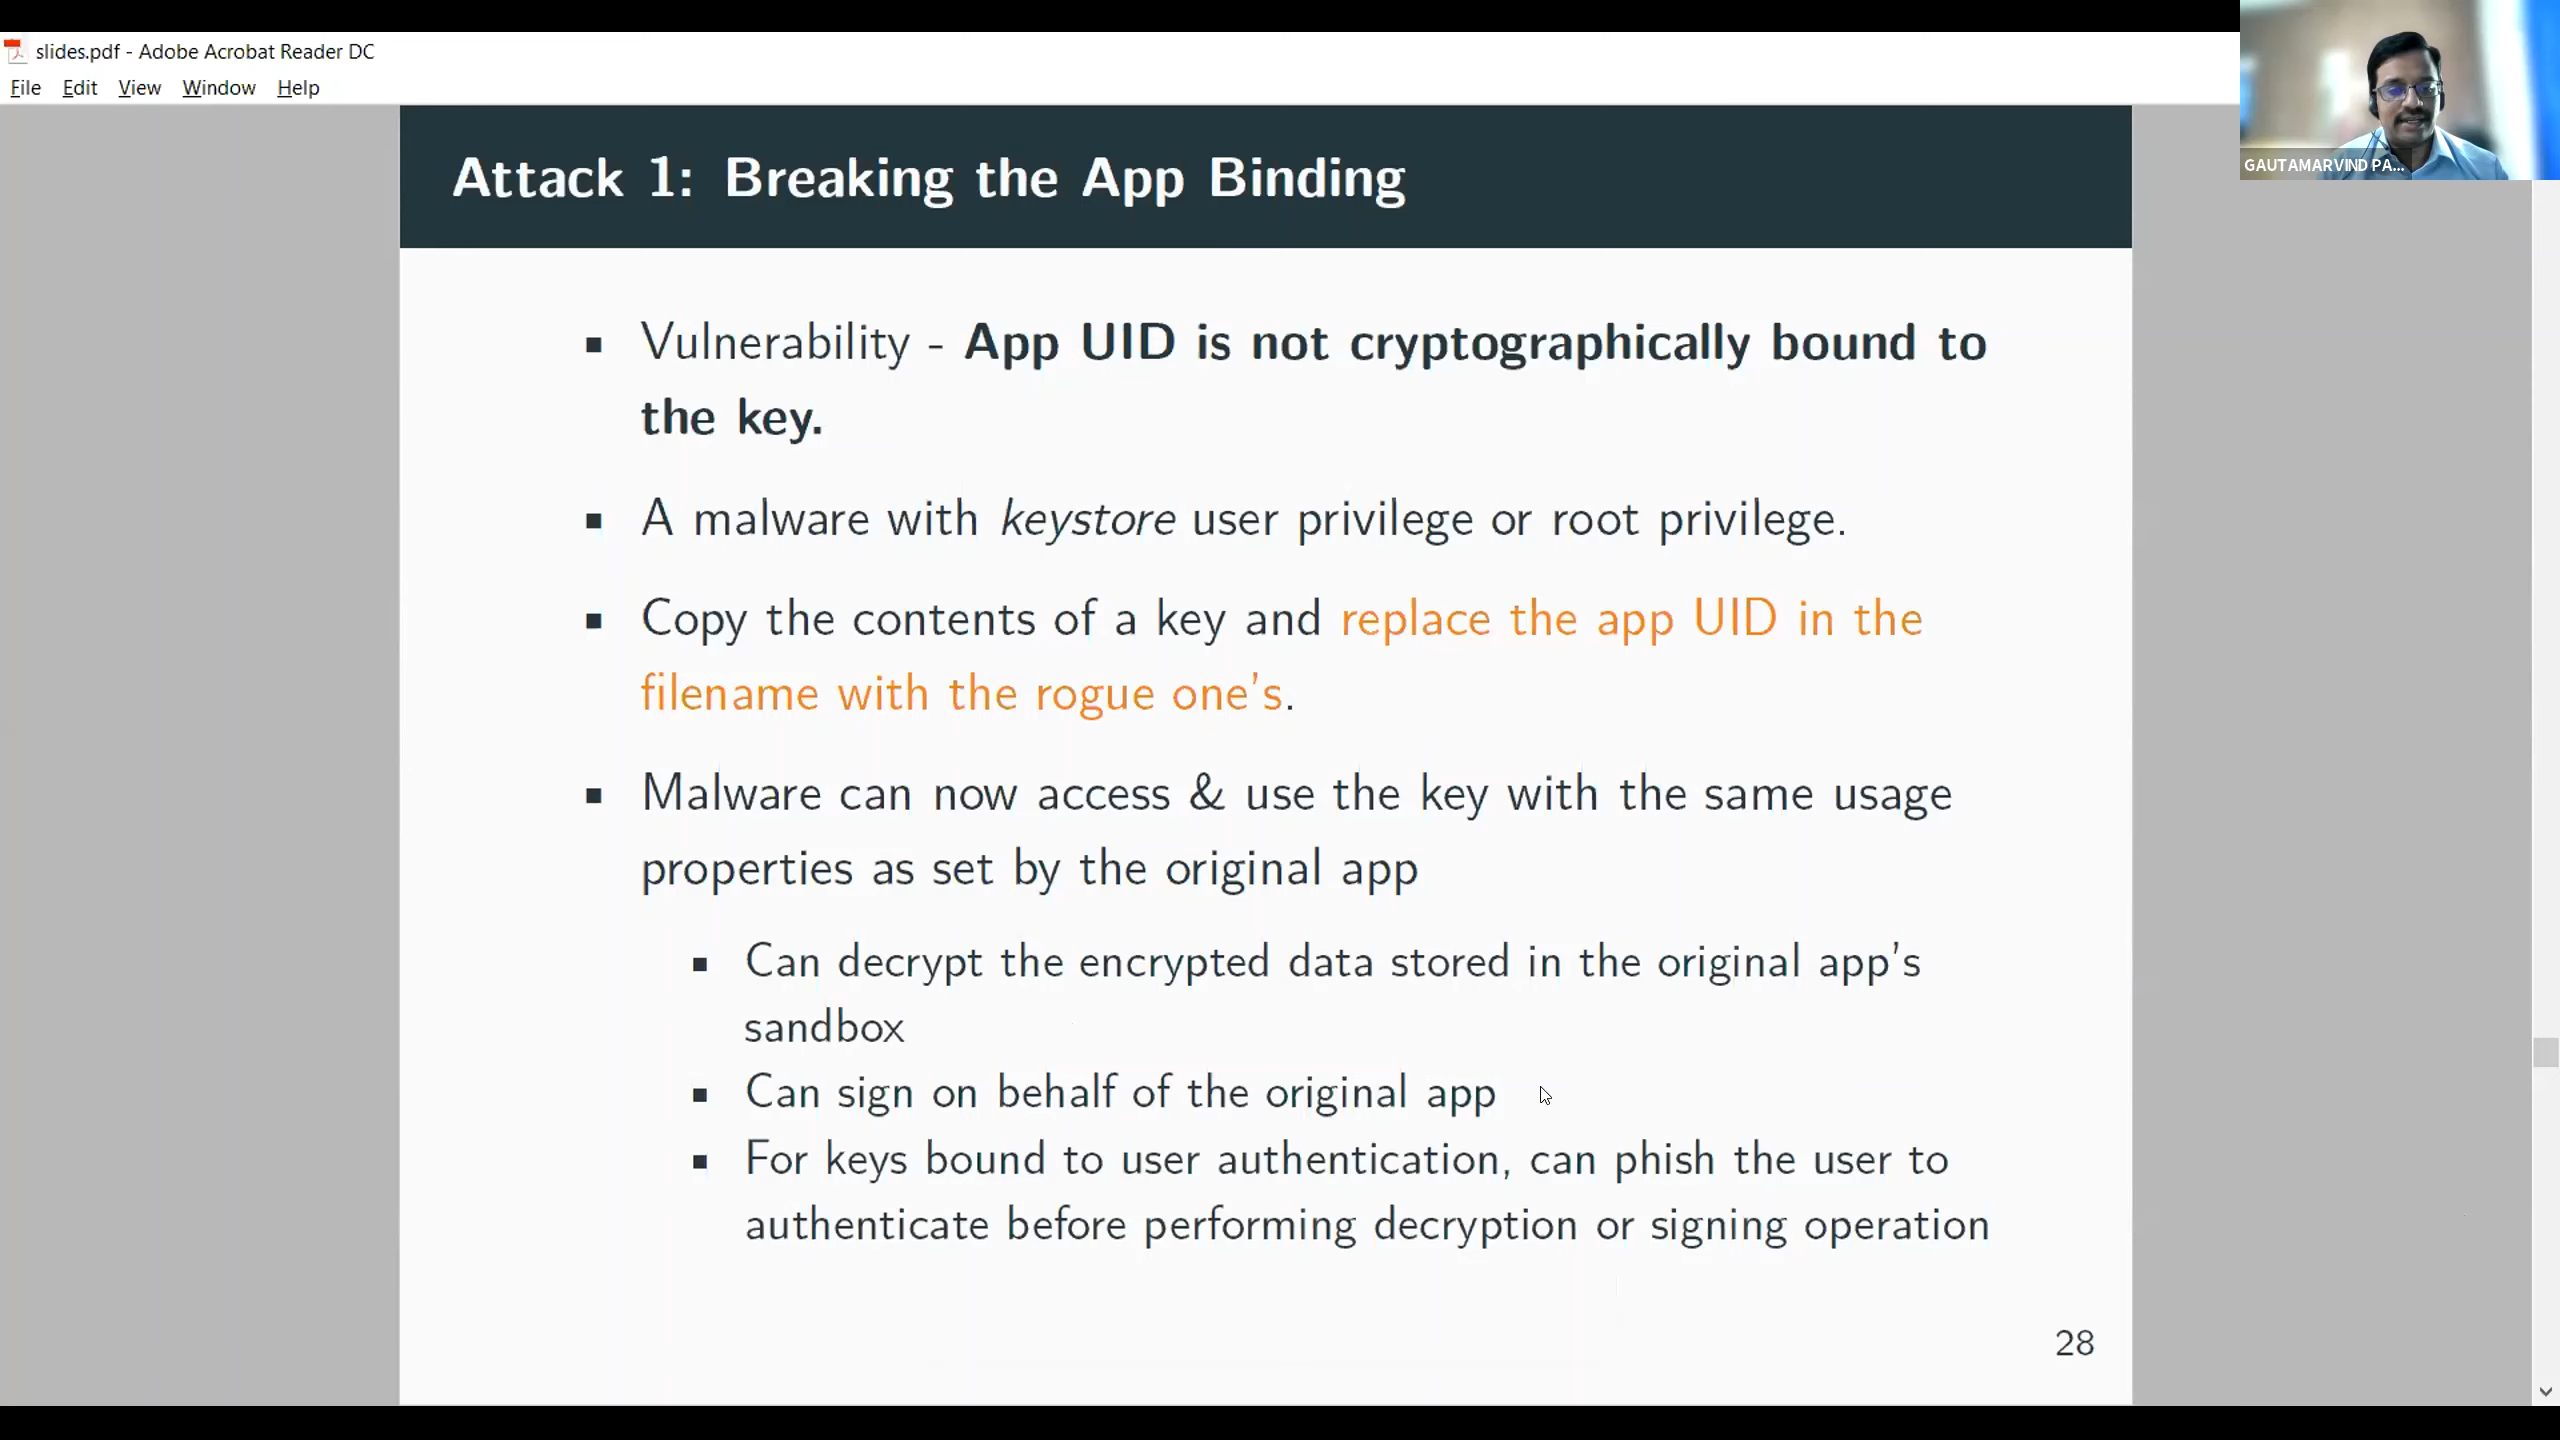 slides.pdf - Adobe Acrobat Reader DC
File Edit View Window Help
GAUTAMARVIND PA...
Attack 1: Breaking the App Binding
▪ Vulnerability - App UID is not cryptographically bound to
the key.
▪ A malware with keystore user privilege or root privilege.
▪ Copy the contents of a key and replace the app UID in the
filename with the rogue one's.
▪ Malware can now access & use the key with the same usage
properties as set by the original app
▪ Can decrypt the encrypted data stored in the original app's
sandbox
▪ Can sign on behalf of the original app
▪ For keys bound to user authentication, can phish the user to
authenticate before performing decryption or signing operation
28